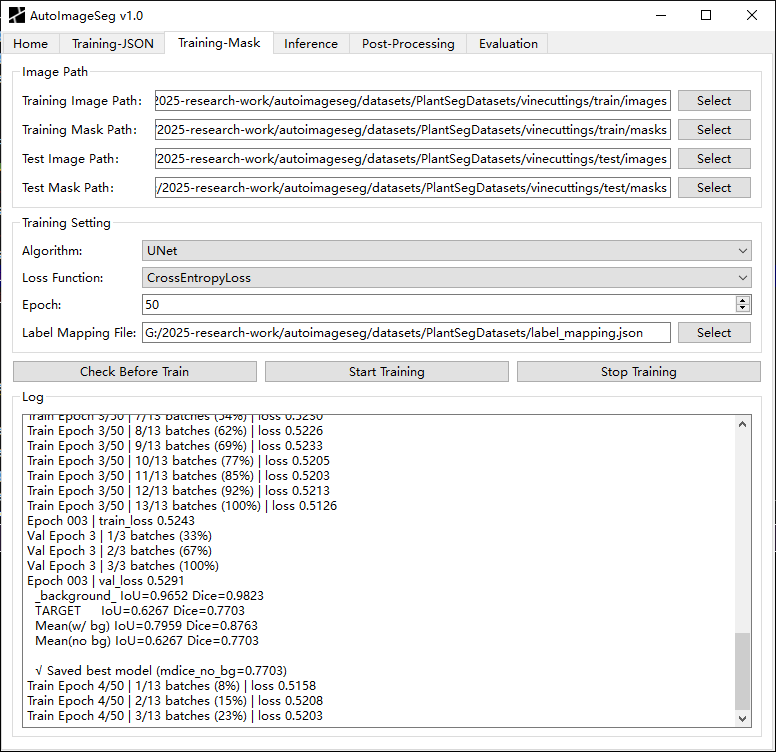 AutoImageSeg v1.0
Home Training-JSON Training-Mask Inference Post-Processing Evaluation
Image Path
Training Image Path: 2025-research-work/autoimageseg/datasets/PlantSegDatasets/vinecuttings/train/images Select
Training Mask Path: /2025-research-work/autoimageseg/datasets/PlantSegDatasets/vinecuttings/train/masks Select
Test Image Path: /2025-research-work/autoimageseg/datasets/PlantSegDatasets/vinecuttings/test/images Select
Test Mask Path: :/2025-research-work/autoimageseg/datasets/PlantSegDatasets/vinecuttings/test/masks Select
Training Setting
Algorithm: UNet
Loss Function: CrossEntropyLoss
Epoch: 50
Label Mapping File: G:/2025-research-work/autoimageseg/datasets/PlantSegDatasets/label_mapping.json Select
Check Before Train Start Training Stop Training
Log
Train Epoch 3/50 | 7/13 batches (54%) | loss 0.5230
Train Epoch 3/50 | 8/13 batches (62%) | loss 0.5226
Train Epoch 3/50 | 9/13 batches (69%) | loss 0.5233
Train Epoch 3/50 | 10/13 batches (77%) | loss 0.5205
Train Epoch 3/50 | 11/13 batches (85%) | loss 0.5203
Train Epoch 3/50 | 12/13 batches (92%) | loss 0.5213
Train Epoch 3/50 | 13/13 batches (100%) | loss 0.5126
Epoch 003 | train_loss 0.5243
Val Epoch 3 | 1/3 batches (33%)
Val Epoch 3 | 2/3 batches (67%)
Val Epoch 3 | 3/3 batches (100%)
Epoch 003 | val_loss 0.5291
_background_ IoU=0.9652 Dice=0.9823
TARGET IoU=0.6267 Dice=0.7703
Mean(w/ bg) IoU=0.7959 Dice=0.8763
Mean(no bg) IoU=0.6267 Dice=0.7703
√ Saved best model (mdice_no_bg=0.7703)
Train Epoch 4/50 | 1/13 batches (8%) | loss 0.5158
Train Epoch 4/50 | 2/13 batches (15%) | loss 0.5208
Train Epoch 4/50 | 3/13 batches (23%) | loss 0.5203